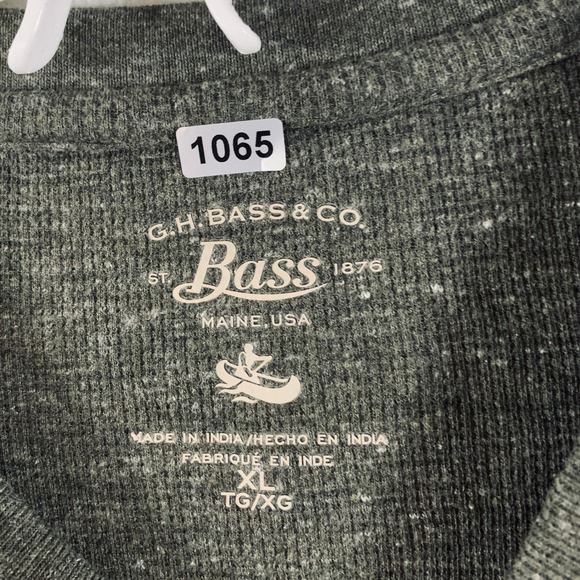 1065
G.H.BASS & CO.
EST. Bass 1876
MAINE, USA
MADE IN INDIA/HECHO EN INDIA
FABRIQUÉ EN INDE
XL
TG/XG